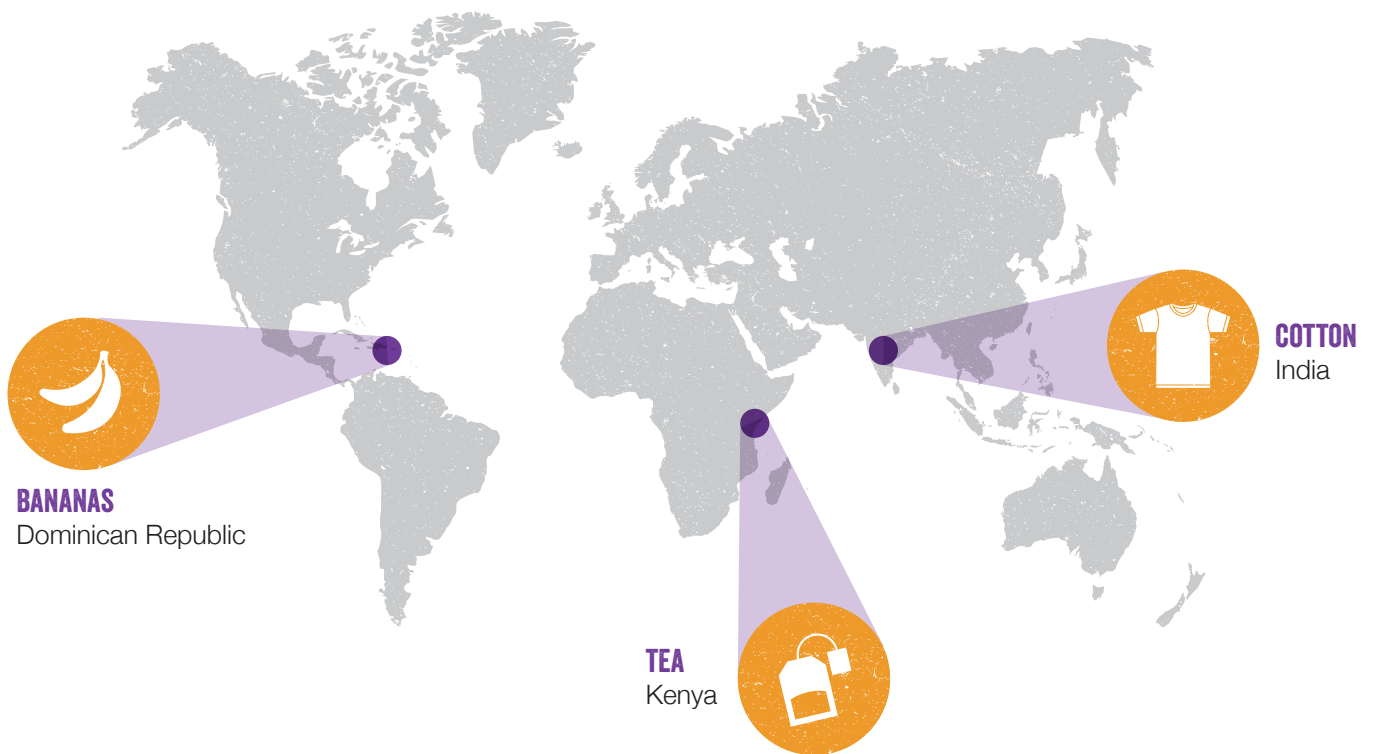 BANANAS
Dominican Republic
TEA
Kenya
COTTON
India